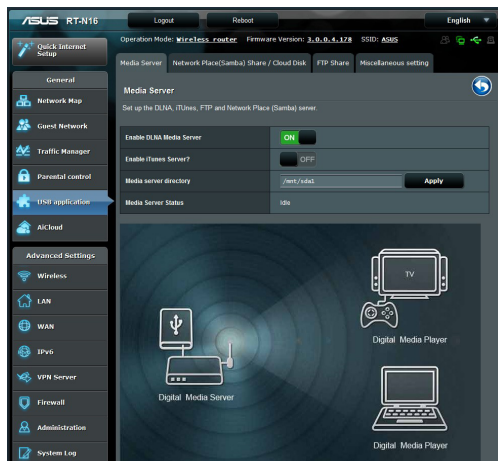 ASUS RT-N16
Logout
Reboot
English
Quick Internet Setup
Operation Mode: Wireless router Firmware Version: 3.0.0.4.178 SSID: ASUS
Media Server
Network Place(Samba) Share / Cloud Disk
FTP Share
Miscellaneous setting
General
Network Map
Guest Network
Traffic Manager
Parental control
USB application
AiCloud
Advanced Settings
Wireless
LAN
WAN
IPv6
VPN Server
Firewall
Administration
System Log
Media Server
Set up the DLNA, iTunes, FTP and Network Place (Samba) server.
Enable DLNA Media Server
ON
Enable iTunes Server?
OFF
Media server directory
/mnt/sda1
Apply
Media Server Status
Idle
TV
Digital Media Player
Digital Media Server
Digital Media Player